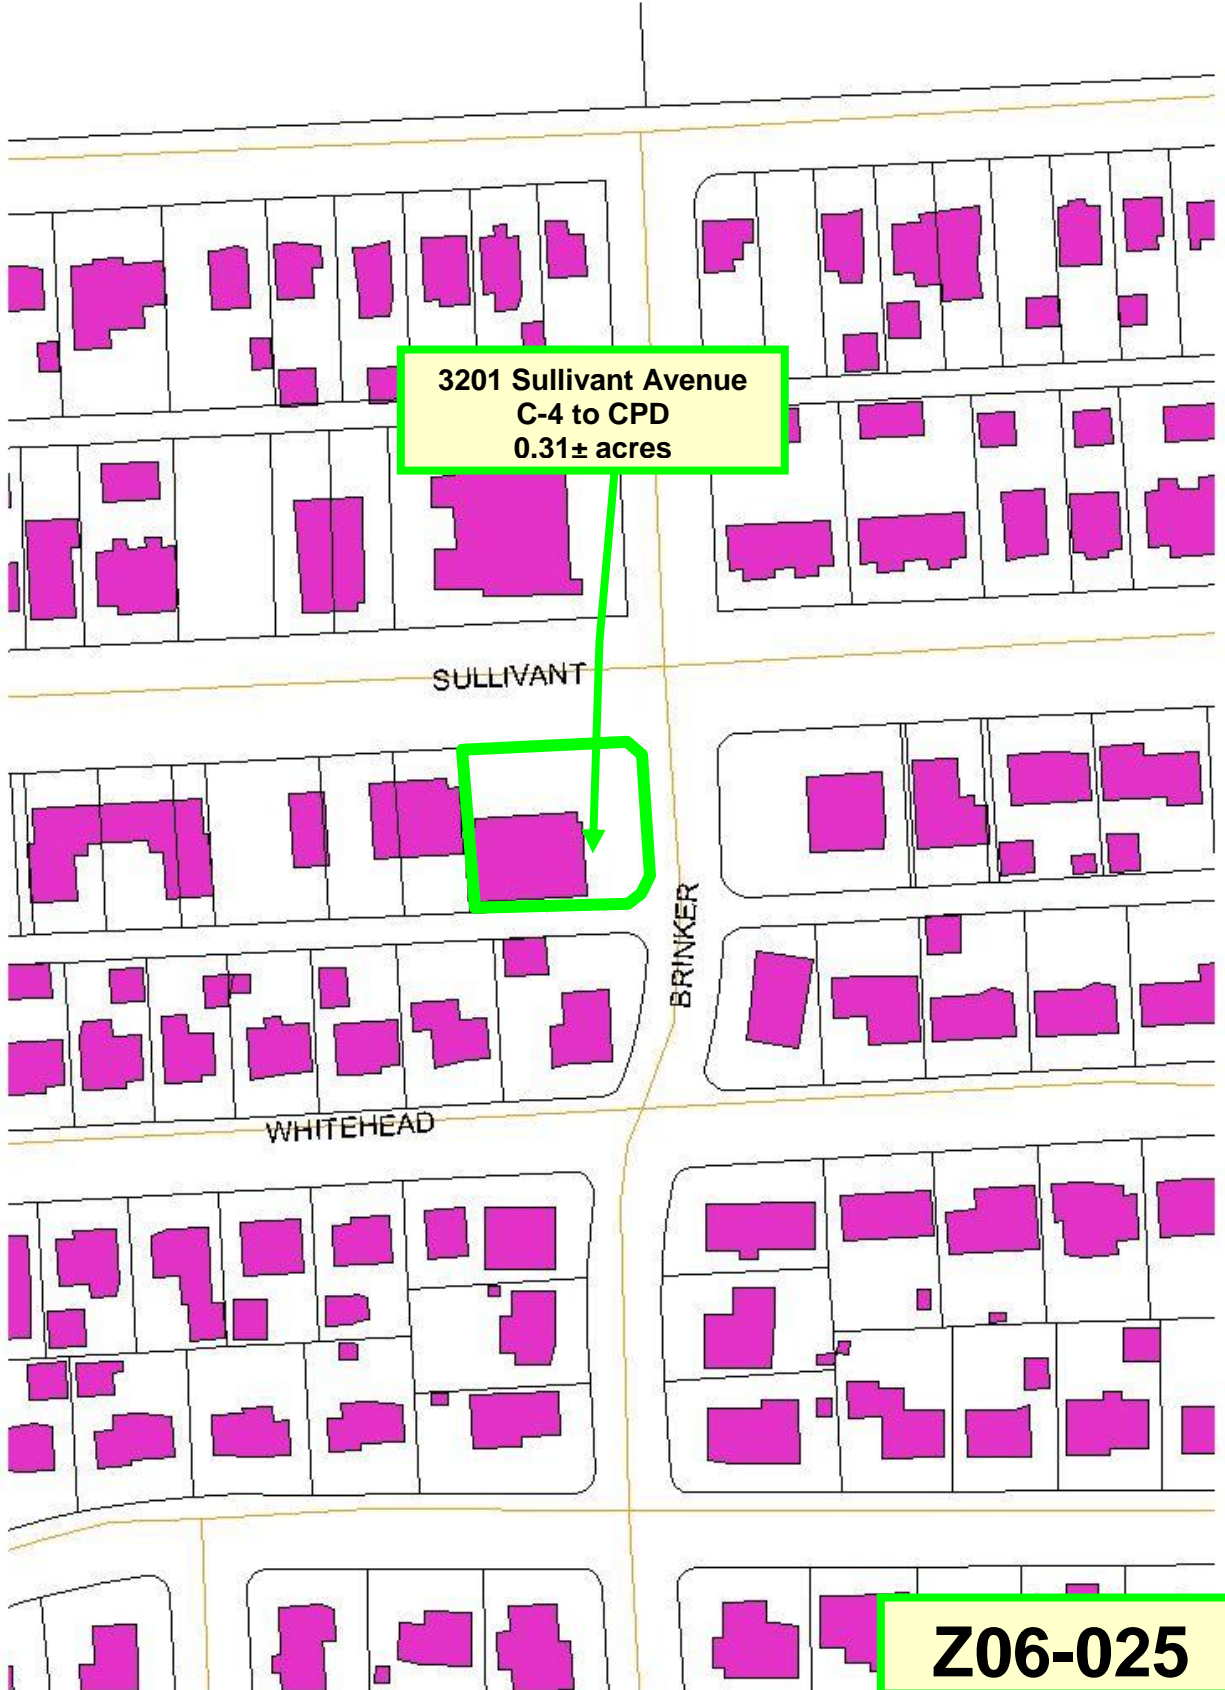 3201 Sullivant Avenue
C-4 to CPD
0.31± acres
SULLIVANT
BRINKER
WHITEHEAD
Z06-025